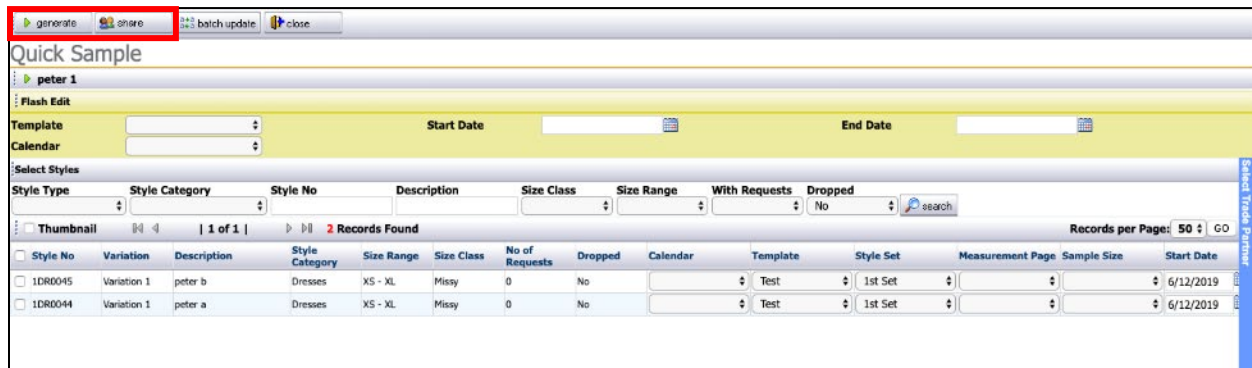 generate share batch update close
Quick Sample
peter 1
Flash Edit
Template Start Date End Date
Calendar
Select Styles
Style Type Style Category Style No Description Size Class Size Range With Requests Dropped
No search
Thumbnail | 1 of 1 | 2 Records Found Records per Page: 50 GO
Style No Variation Description Style Category Size Range Size Class No of Requests Dropped Calendar Template Style Set Measurement Page Sample Size Start Date
1DR0045 Variation 1 peter b Dresses XS - XL Missy 0 No Test 1st Set 6/12/2019
1DR0044 Variation 1 peter a Dresses XS - XL Missy 0 No Test 1st Set 6/12/2019
Select Trade Partner